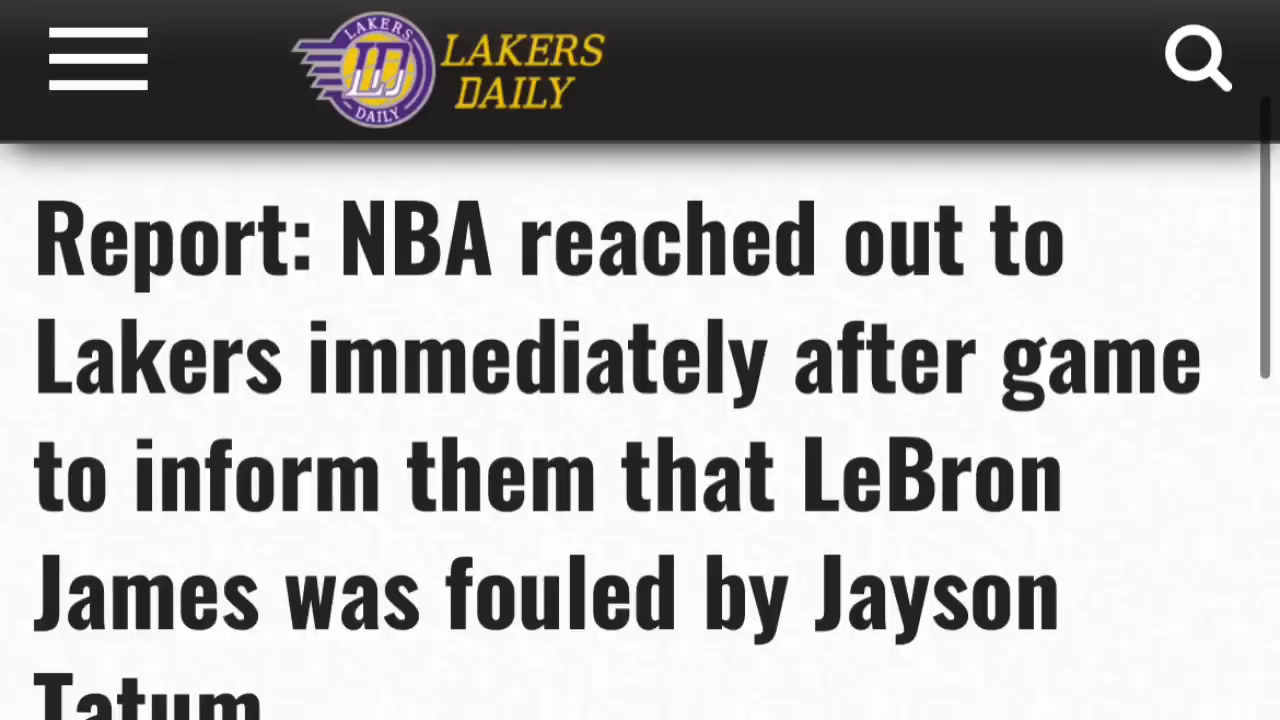 LAKERS
DAILY
LAKERS
DAILY
Report: NBA reached out to
Lakers immediately after game
to inform them that LeBron
James was fouled by Jayson
Tatum